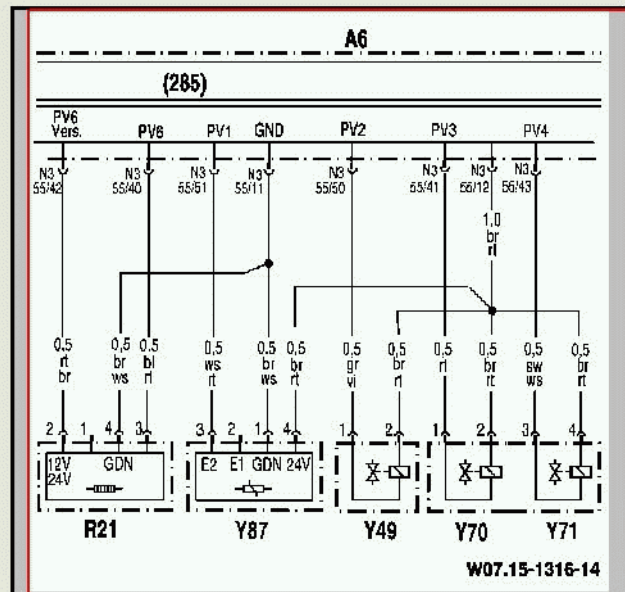 A6
(285)
PV6
Vers.
PV6 PV1 GND PV2 PV3 PV4
N3 N3 N3 N3 N3 N3 N3 N3
55/42 55/40 55/51 55/11 55/50 55/41 55/12 55/43
1,0
br
rl
0,5 0,5 0,5 0,5 0,5 0,5 0,5 0,5 0,5 0,5 0,5 0,5
rt br bl ws br br gr br rl br sw br
br ws rl rt ws rt vi rt rt ws rt
2 1 4 3 3 2 1 4 1 2 1 2 3 4
12V GDN E2 E1 GDN 24V
24V
R21 Y87 Y49 Y70 Y71
W07.15-1316-14